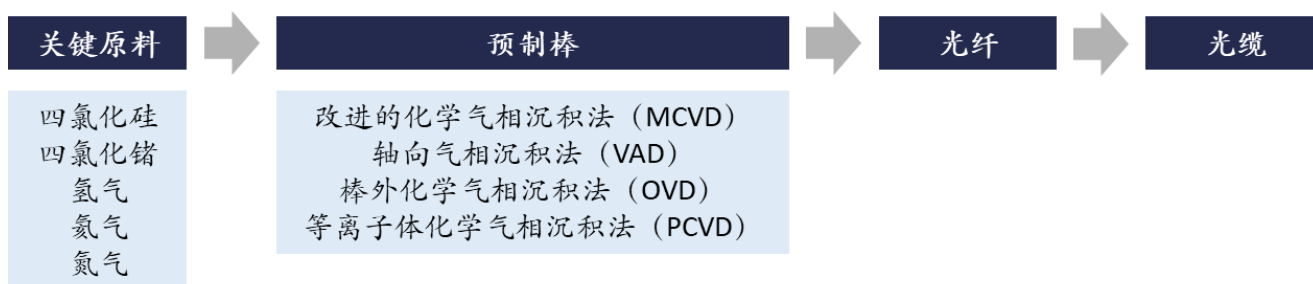 关键原料
预制棒
光纤
光缆
四氯化硅
四氯化锗
氢气
氦气
氮气
改进的化学气相沉积法（MCVD）
轴向气相沉积法（VAD）
棒外化学气相沉积法（OVD）
等离子体化学气相沉积法（PCVD）